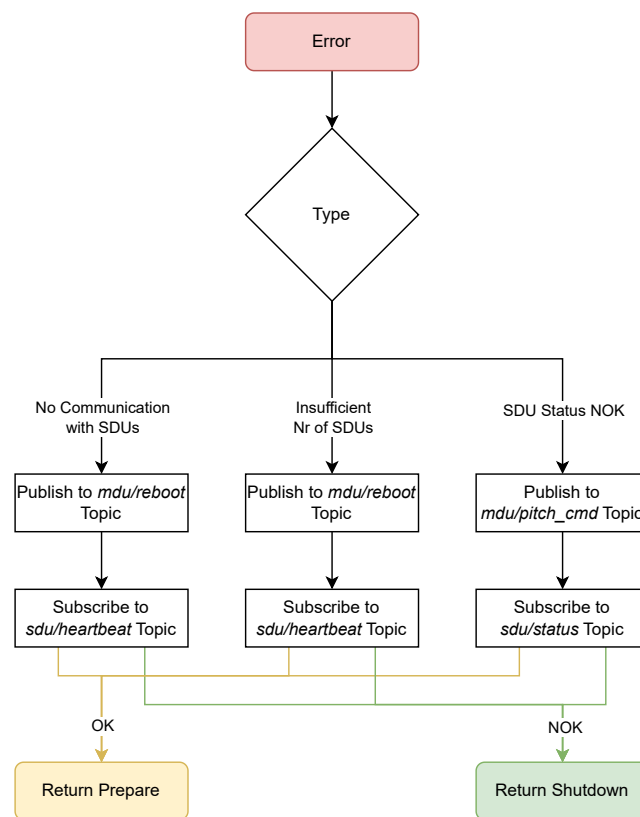 Error
Type
No Communication
with SDUs
Insufficient
Nr of SDUs
SDU Status NOK
Publish to mdu/reboot
Topic
Publish to mdu/reboot
Topic
Publish to
mdu/pitch_cmd Topic
Subscribe to
sdu/heartbeat Topic
Subscribe to
sdu/heartbeat Topic
Subscribe to
sdu/status Topic
OK
NOK
Return Prepare
Return Shutdown